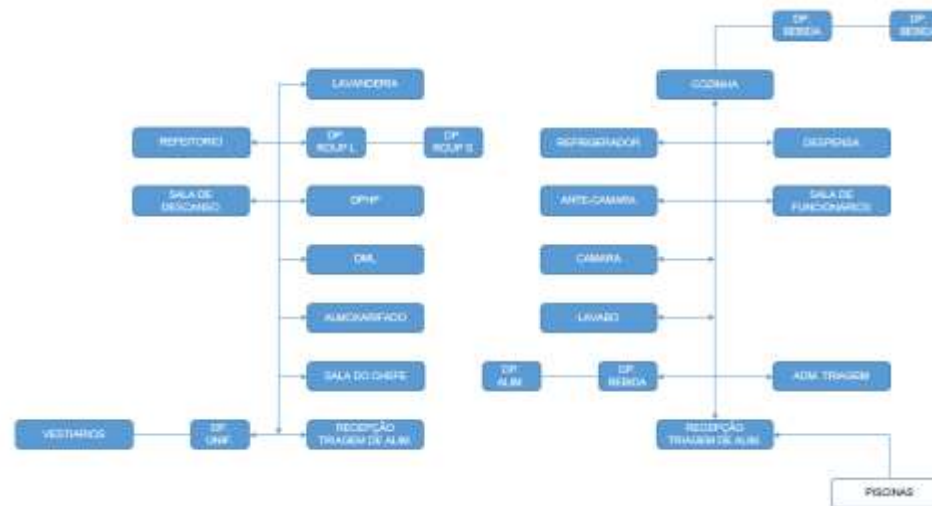 DP
BEBIDA
DP
BEBIDA
LAVANDERIA
COZINHA
REFEITORIO
DP
ROUP L
DP
ROUP S
REFRIGERADOR
DESPENSA
SALA DE
DESCANSO
DPHP
ANTE-CAMARA
SALA DE
FUNCIONÁRIOS
DML
CAMARA
ALMOXARIFADO
LAVABO
SALA DO CHEFE
DP
ALIM
DP
BEBIDA
ADM. TRIAGEM
VESTIARIOS
DP
UNIF.
RECEPÇÃO
TRIAGEM DE ALIM
RECEPÇÃO
TRIAGEM DE ALIM
PISCINAS